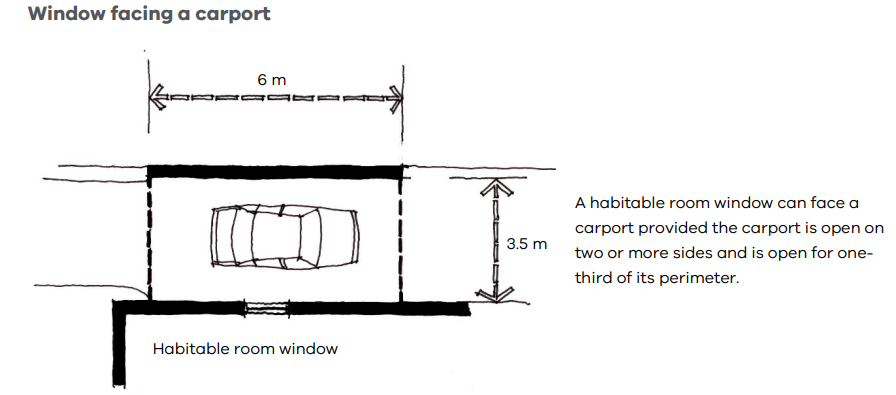 Window facing a carport
6 m
3.5 m
A habitable room window can face a
carport provided the carport is open on
two or more sides and is open for one-
third of its perimeter.
Habitable room window